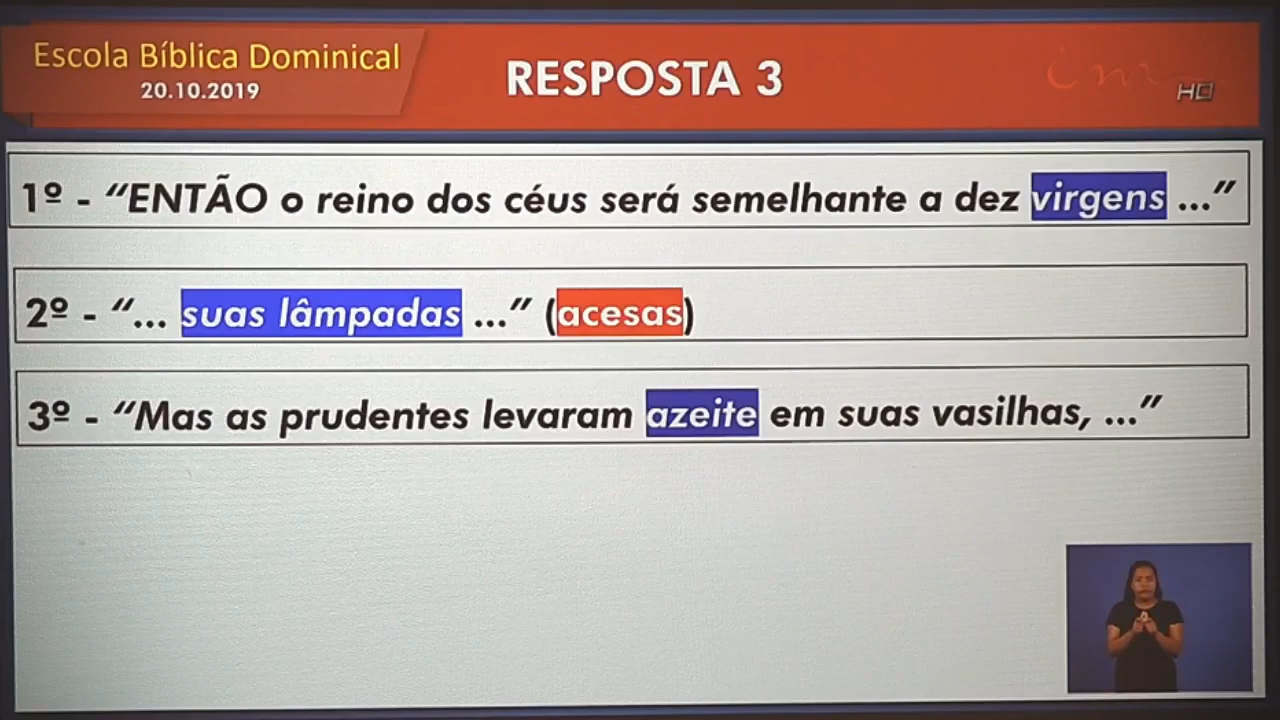 Escola Bíblica Dominical
20.10.2019
RESPOSTA 3
im
HD
1º - “ENTÃO o reino dos céus será semelhante a dez virgens ...”
2º - “... suas lâmpadas ...” (acesas)
3º - “Mas as prudentes levaram azeite em suas vasilhas, ...”